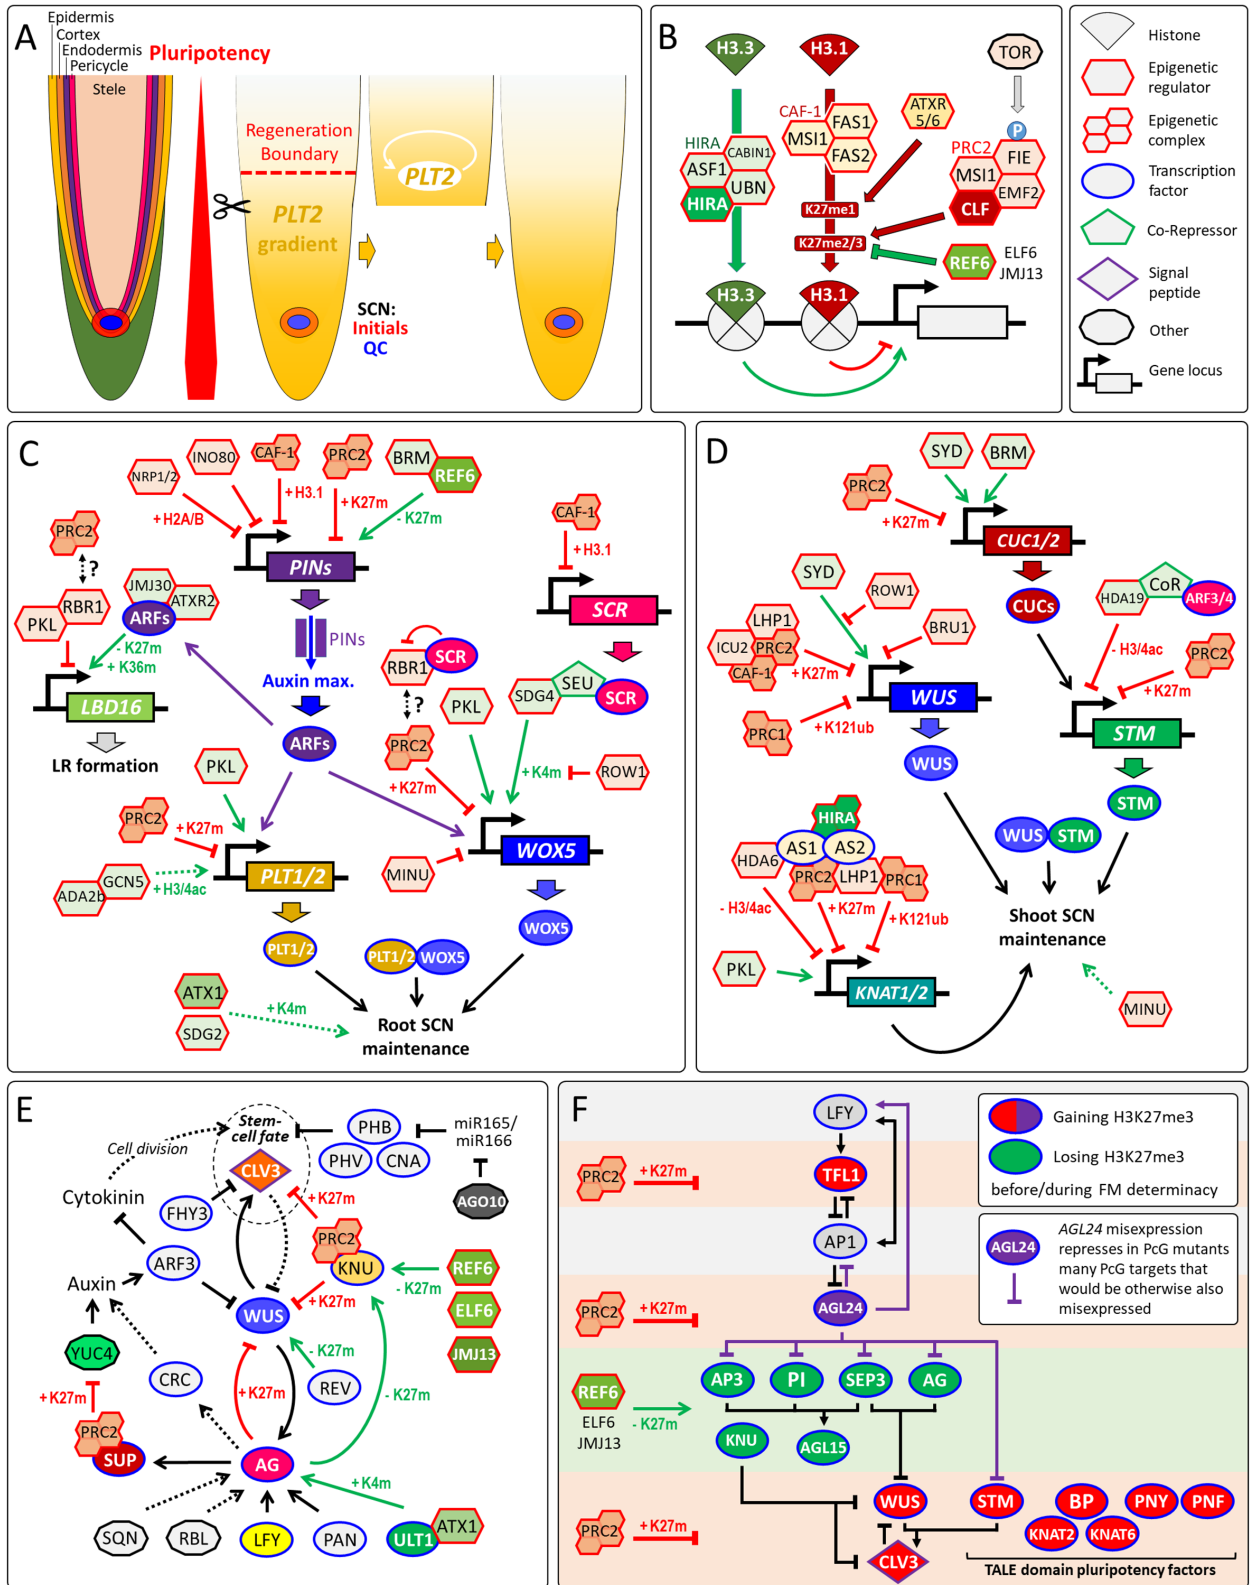 A
Epidermis
Cortex
Endodermis
Pericycle
Stele
Pluripotency
Regeneration
Boundary
PLT2
gradient
PLT2
SCN:
Initials
QC
B
H3.3
H3.1
TOR
P
CAF-1
MSI1
FAS1
FAS2
ATXR
5/6
HIRA
ASF1
CABIN1
UBN
HIRA
PRC2
MSI1
FIE
EMF2
CLF
K27me1
K27me2/3
REF6
ELF6
JMJ13
H3.3
H3.1
Histone
Epigenetic
regulator
Epigenetic
complex
Transcription
factor
Co-Repressor
Signal
peptide
Other
Gene locus
C
NRP1/2
INO80
CAF-1
PRC2
BRM
REF6
+ H2A/B
+ H3.1
+ K27m
- K27m
PINs
PINs
Auxin max.
ARFs
PRC2
?
RBR1
PKL
JMJ30
ATXR2
ARFs
- K27m
+ K36m
LBD16
LR formation
CAF-1
+ H3.1
SCR
RBR1
SCR
?
PRC2
+ K27m
PKL
SDG4
SEU
SCR
+ K4m
ROW1
MINU
WOX5
WOX5
PKL
PRC2
+ K27m
ADA2b
GCN5
+ H3/4ac
PLT1/2
PLT1/2
PLT1/2
WOX5
ATX1
SDG2
+ K4m
Root SCN
maintenance
D
SYD
BRM
PRC2
+ K27m
CUC1/2
CUCs
SYD
ROW1
BRU1
LHP1
ICU2
PRC2
CAF-1
+ K27m
PRC1
+ K121ub
WUS
WUS
HDA19
CoR
ARF3/4
- H3/4ac
PRC2
+ K27m
STM
STM
WUS
STM
HIRA
AS1
AS2
HDA6
PRC2
LHP1
PRC1
- H3/4ac
+ K27m
+ K121ub
PKL
KNAT1/2
Shoot SCN
maintenance
MINU
E
Stem-
cell fate
CLV3
Cell division
PHB
PHV
CNA
miR165/
miR166
AGO10
Cytokinin
FHY3
ARF3
Auxin
YUC4
+ K27m
PRC2
SUP
CRC
+ K27m
PRC2
KNU
+ K27m
WUS
REF6
- K27m
ELF6
JMJ13
- K27m
REV
+ K27m
- K27m
AG
+ K4m
SQN
RBL
LFY
PAN
ULT1
ATX1
F
LFY
PRC2
+ K27m
TFL1
AP1
PRC2
+ K27m
AGL24
Gaining H3K27me3
Losing H3K27me3
before/during FM determinacy
AGL24
AGL24 misexpression
represses in PcG mutants
many PcG targets that
would be otherwise also
misexpressed
REF6
ELF6
JMJ13
- K27m
AP3
PI
SEP3
AG
KNU
AGL15
PRC2
+ K27m
WUS
STM
BP
PNY
PNF
KNAT2
KNAT6
CLV3
TALE domain pluripotency factors